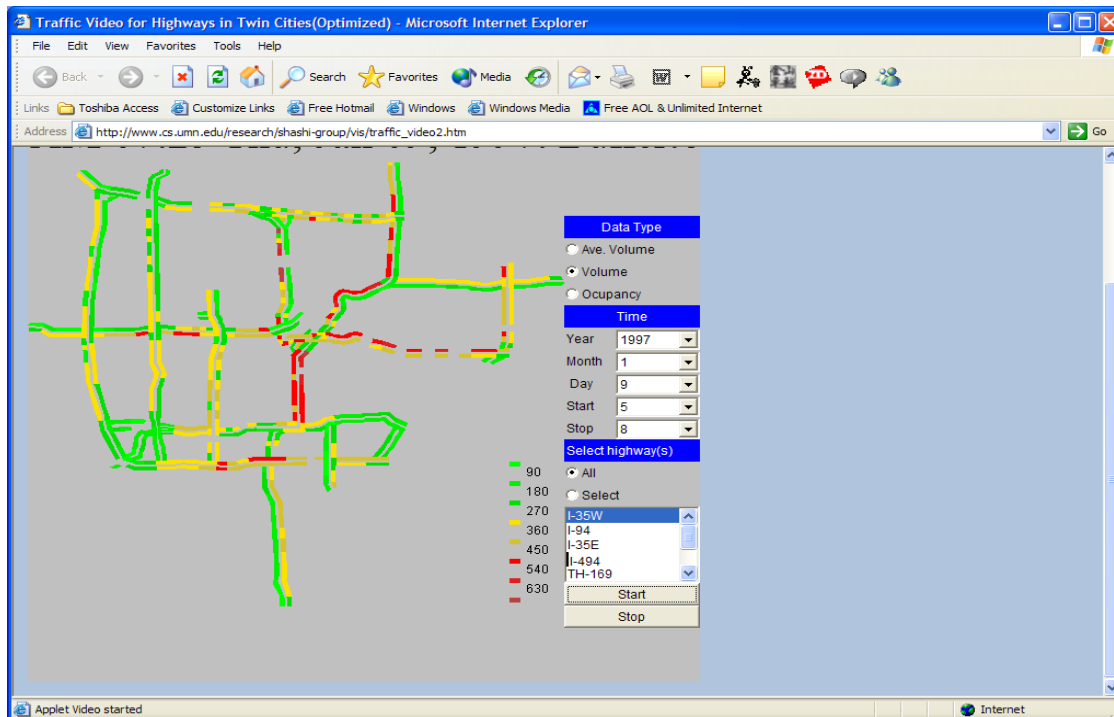 Traffic Video for Highways in Twin Cities(Optimized) - Microsoft Internet Explorer
File Edit View Favorites Tools Help
Back Search Favorites Media
Links Toshiba Access Customize Links Free Hotmail Windows Windows Media Free AOL & Unlimited Internet
Address http://www.cs.umn.edu/research/shashi-group/vis/traffic_video2.htm Go
Data Type
Ave. Volume
Volume
Ocupancy
Time
Year 1997
Month 1
Day 9
Start 5
Stop 8
Select highway(s)
All
Select
I-35W
I-94
I-35E
I-494
TH-169
Start
Stop
90
180
270
360
450
540
630
Applet Video started Internet